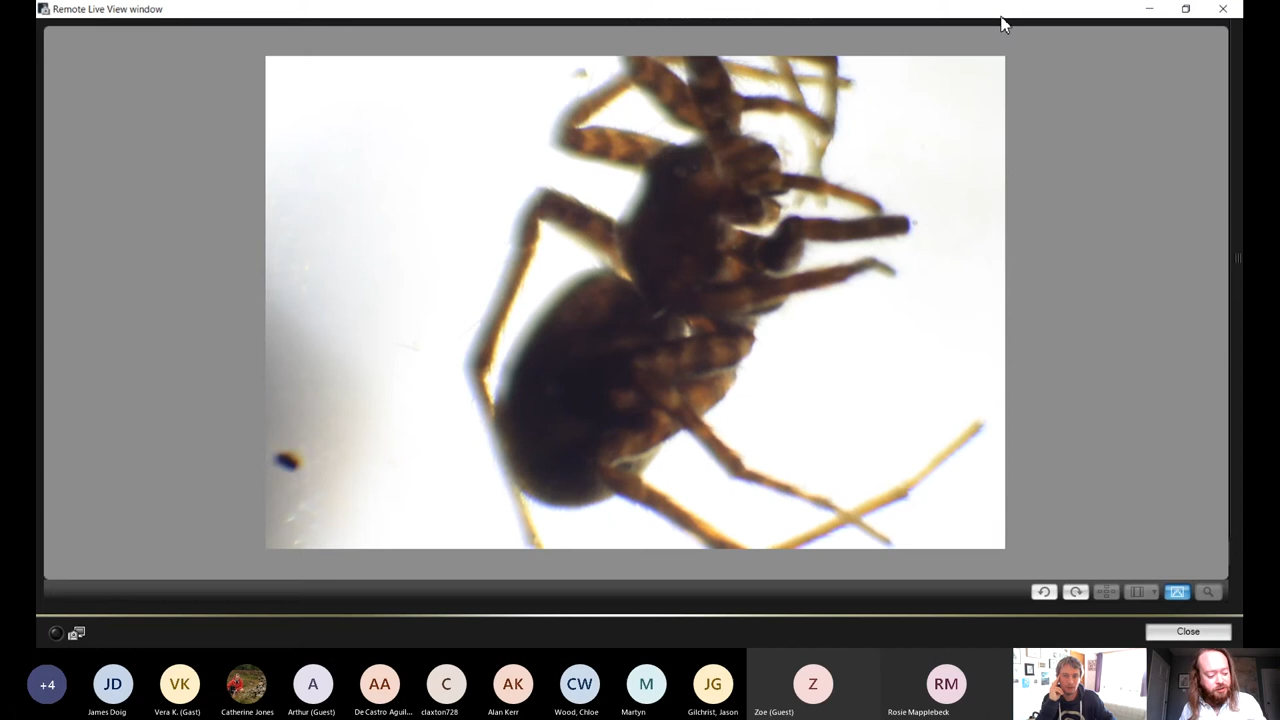 Remote Live View window
Close
+4
JD
VK
A
AA
C
AK
CW
M
JG
Z
RM
James Doig
Vera K. (Gast)
Catherine Jones
Arthur (Guest)
De Castro Aguil...
claxton728
Alan Kerr
Wood, Chloe
Martyn
Gilchrist, Jason
Zoe (Guest)
Rosie Mapplebeck